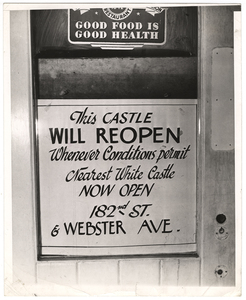 RESTAURANT
GOOD FOOD IS
GOOD HEALTH
This CASTLE
WILL REOPEN
Whenever Conditions permit
Nearest White Castle
NOW OPEN
182nd ST.
& WEBSTER AVE.